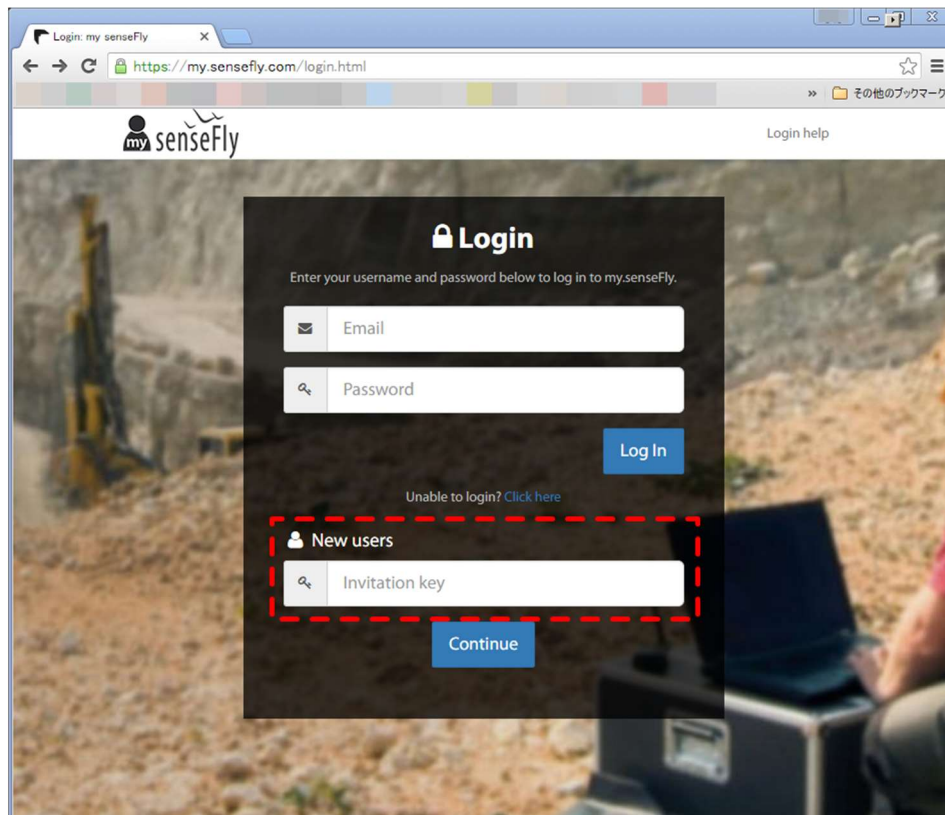 Login: my senseFly
https://my.sensefly.com/login.html
» その他のブックマーク
my senseFly
Login help
Login
Enter your username and password below to log in to my.senseFly.
Email
Password
Log In
Unable to login? Click here
New users
Invitation key
Continue